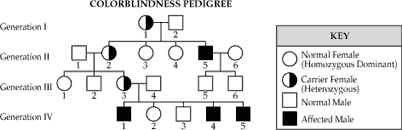 COLORBLINDNESS PEDIGREE
Generation I
1 2
Generation II
1 2 3 4 5 6
Generation III
1 2 3 4 5 6
Generation IV
1 2 3 4 5
KEY
Normal Female
(Homozygous Dominant)
Carrier Female
(Heterozygous)
Normal Male
Affected Male